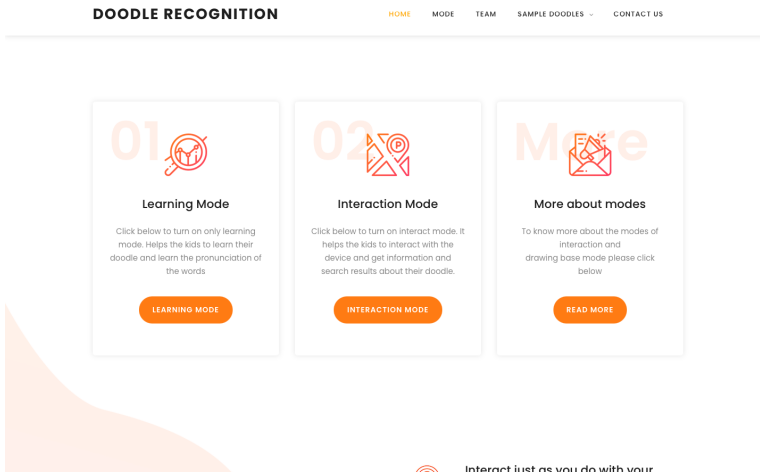 DOODLE RECOGNITION
HOME MODE TEAM SAMPLE DOODLES CONTACT US
01
Learning Mode
Click below to turn on only learning
mode. Helps the kids to learn their
doodle and learn the pronunciation of
the words
LEARNING MODE
02
P
Interaction Mode
Click below to turn on interact mode. It
helps the kids to interact with the
device and get information and
search results about their doodle.
INTERACTION MODE
More
More about modes
To know more about the modes of
interaction and
drawing base mode please click
below
READ MORE
Interact just as you do with your